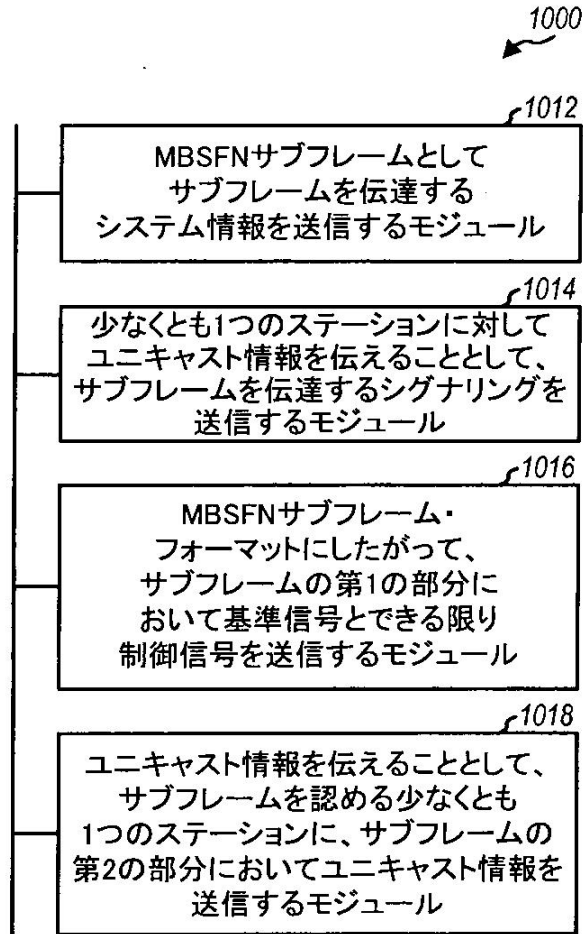 1000
1012
MBSFNサブフレームとして
サブフレームを伝達する
システム情報を送信するモジュール
1014
少なくとも1つのステーションに対して
ユニキャスト情報を伝えることとして、
サブフレームを伝達するシグナリングを
送信するモジュール
1016
MBSFNサブフレーム・
フォーマットにしたがって、
サブフレームの第1の部分に
おいて基準信号とできる限り
制御信号を送信するモジュール
1018
ユニキャスト情報を伝えることとして、
サブフレームを認める少なくとも
1つのステーションに、サブフレームの
第2の部分においてユニキャスト情報を
送信するモジュール